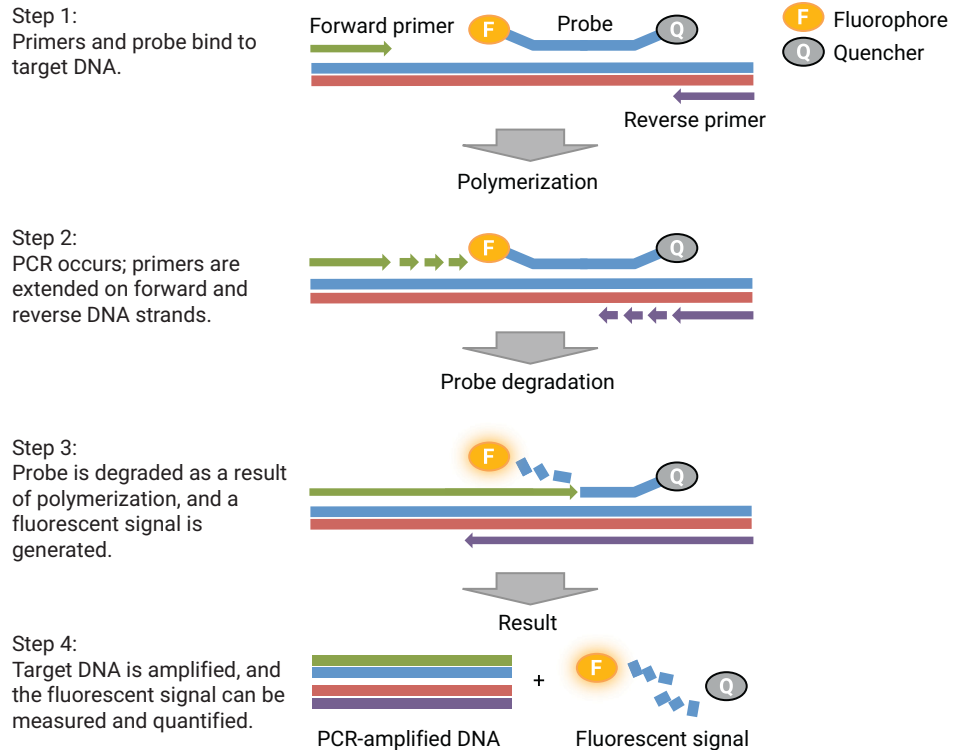 Step 1:
Primers and probe bind to
target DNA.
Forward primer
F
Probe
Q
F Fluorophore
Q Quencher
Reverse primer
Polymerization
Step 2:
PCR occurs; primers are
extended on forward and
reverse DNA strands.
F
Q
Probe degradation
Step 3:
Probe is degraded as a result
of polymerization, and a
fluorescent signal is
generated.
F
Q
Result
Step 4:
Target DNA is amplified, and
the fluorescent signal can be
measured and quantified.
+
F
Q
PCR-amplified DNA
Fluorescent signal